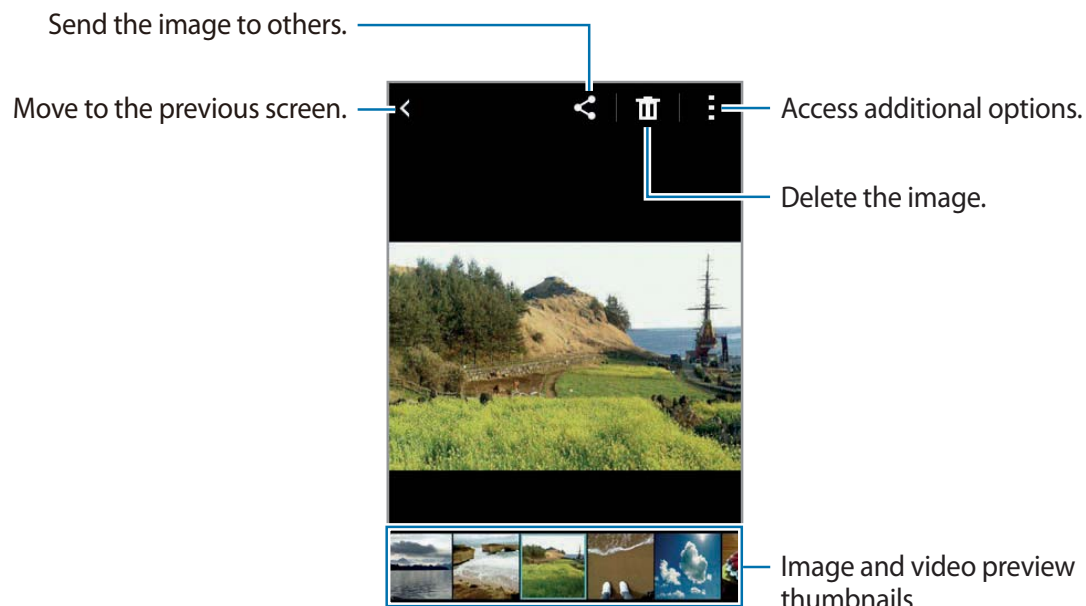 Send the image to others.
Move to the previous screen.
Access additional options.
Delete the image.
Image and video preview
thumbnails